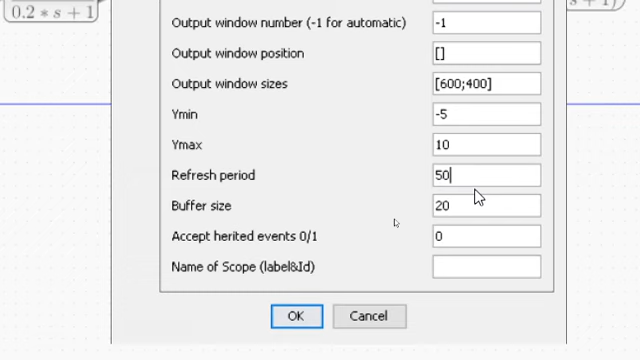 0.2 * s + 1
s + 1)
Output window number (-1 for automatic) -1
Output window position []
Output window sizes [600;400]
Ymin -5
Ymax 10
Refresh period 50
Buffer size 20
Accept herited events 0/1 0
Name of Scope (label&Id)
OK Cancel